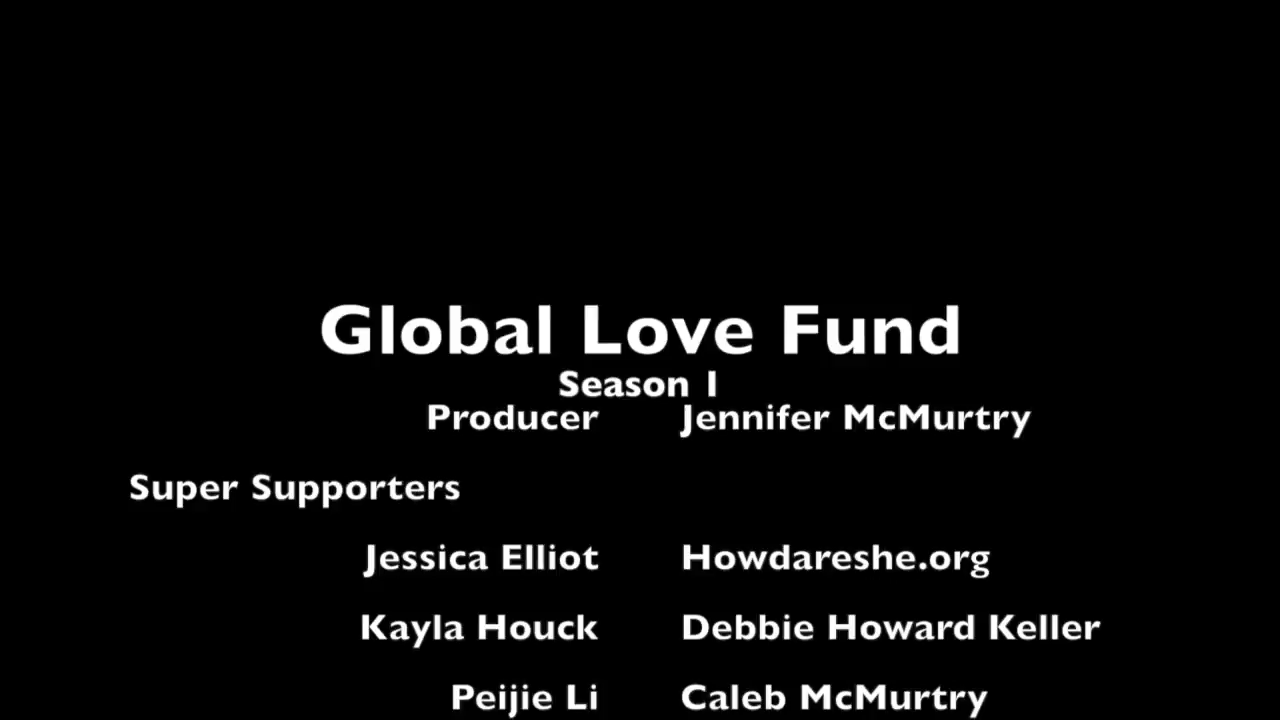 Global Love Fund
Season 1
Producer Jennifer McMurtry
Super Supporters
Jessica Elliot Howdareshe.org
Kayla Houck Debbie Howard Keller
Peijie Li Caleb McMurtry